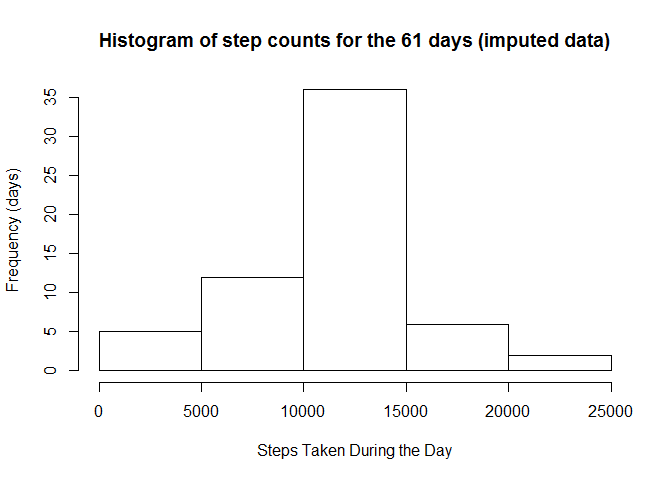 Histogram of step counts for the 61 days (imputed data)
Frequency (days)
35
30
25
20
15
10
5
0
0 5000 10000 15000 20000 25000
Steps Taken During the Day